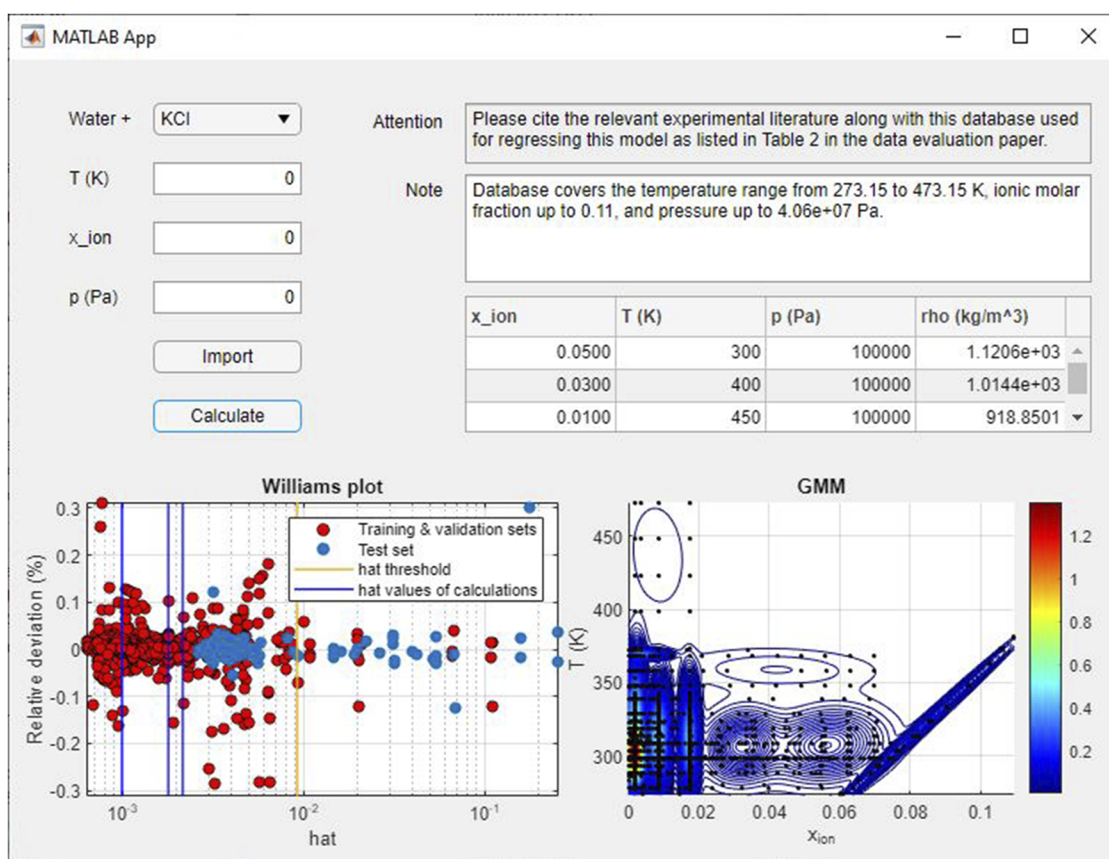 MATLAB App
Water +
KCl
T (K)
0
x_ion
0
p (Pa)
0
Import
Calculate
Attention
Please cite the relevant experimental literature along with this database used
for regressing this model as listed in Table 2 in the data evaluation paper.
Note
Database covers the temperature range from 273.15 to 473.15 K, ionic molar
fraction up to 0.11, and pressure up to 4.06e+07 Pa.
x_ion T (K) p (Pa) rho (kg/m^3)
0.0500 300 100000 1.1206e+03
0.0300 400 100000 1.0144e+03
0.0100 450 100000 918.8501
Williams plot
Training & validation sets
Test set
hat threshold
hat values of calculations
Relative deviation (%)
0.3
0.2
0.1
0
-0.1
-0.2
-0.3
10⁻³ 10⁻² 10⁻¹
hat
GMM
T (K)
450
400
350
300
0 0.02 0.04 0.06 0.08 0.1
x_ion
1.2
1
0.8
0.6
0.4
0.2